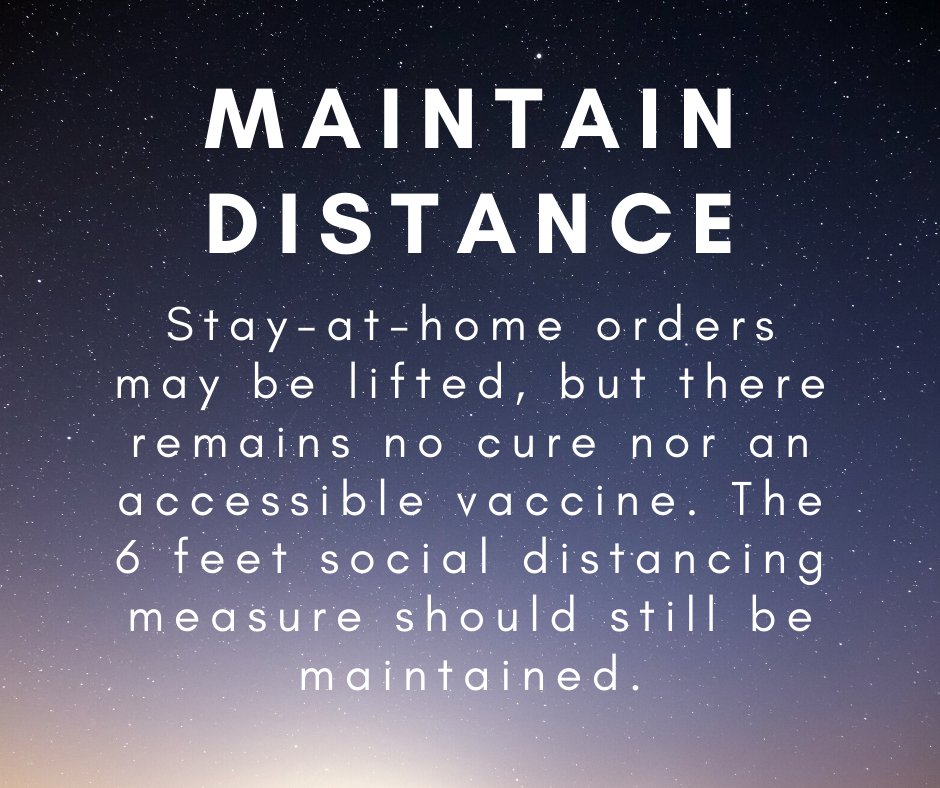 MAINTAIN
DISTANCE
Stay-at-home orders
may be lifted, but there
remains no cure nor an
accessible vaccine. The
6 feet social distancing
measure should still be
maintained.